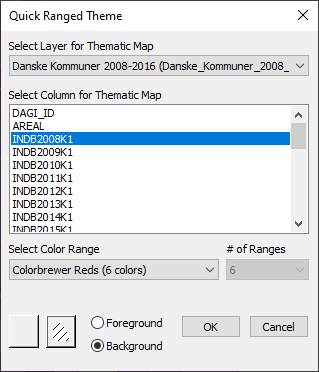 Quick Ranged Theme
Select Layer for Thematic Map
Danske Kommuner 2008-2016 (Danske_Kommuner_2008_
Select Column for Thematic Map
DAGI_ID
AREAL
INDB2008K1
INDB2009K1
INDB2010K1
INDB2011K1
INDB2012K1
INDB2013K1
INDB2014K1
INDB2015K1
Select Color Range # of Ranges
Colorbrewer Reds (6 colors) 6
Foreground OK Cancel
Background